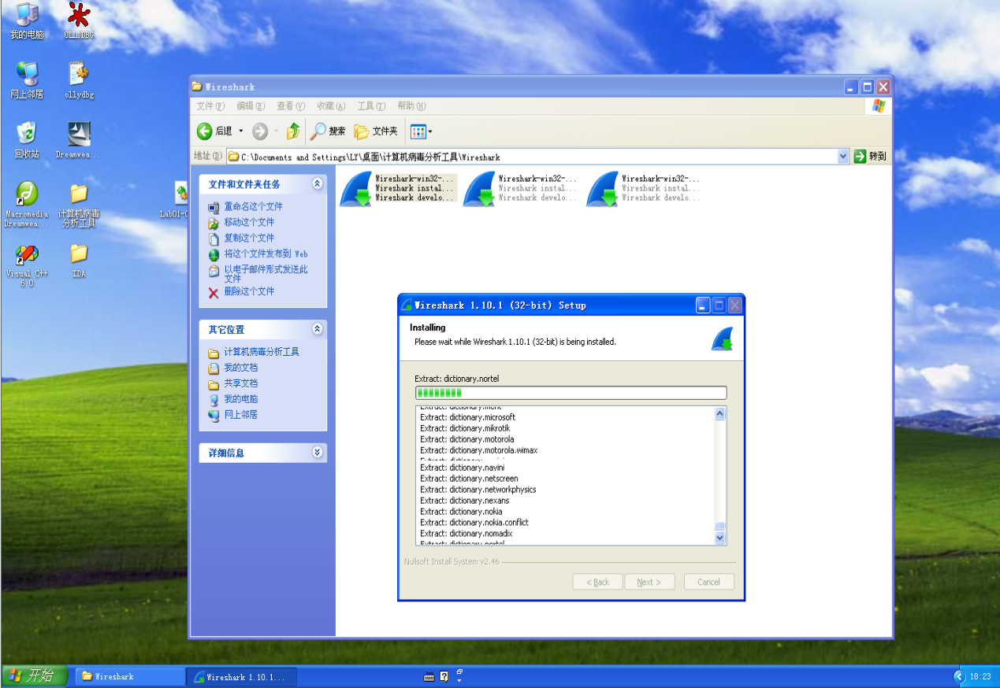 我的电脑
OLLYDBG
网上邻居
ollydbg
回收站
Dreamwea...
Macromedia
Dreamwea...
计算机病毒
分析工具
Visual C++
6.0
IDA
Wireshark
文件(F) 编辑(E) 查看(V) 收藏(A) 工具(T) 帮助(H)
后退 搜索 文件夹
地址(D) C:\Documents and Settings\LY\桌面\计算机病毒分析工具\Wireshark 转到
文件和文件夹任务
重命名这个文件
移动这个文件
复制这个文件
将这个文件发布到 Web
以电子邮件形式发送此
文件
删除这个文件
其它位置
计算机病毒分析工具
我的文档
共享文档
我的电脑
网上邻居
详细信息
Wireshark-win32-...
Wireshark instal...
Wireshark develo...
Wireshark-win32-...
Wireshark instal...
Wireshark develo...
Wireshark-win32-...
Wireshark instal...
Wireshark develo...
Wireshark 1.10.1 (32-bit) Setup
Installing
Please wait while Wireshark 1.10.1 (32-bit) is being installed.
Extract: dictionary.nortel
Extract: dictionary.merit
Extract: dictionary.microsoft
Extract: dictionary.mikrotik
Extract: dictionary.motorola
Extract: dictionary.motorola.wimax
Extract: dictionary.navini
Extract: dictionary.netscreen
Extract: dictionary.networkphysics
Extract: dictionary.nexans
Extract: dictionary.nokia
Extract: dictionary.nokia.conflict
Extract: dictionary.nomadix
Extract: dictionary.nortel
Nullsoft Install System v2.46
< Back Next > Cancel
开始 Wireshark Wireshark 1.10.1... 18:23